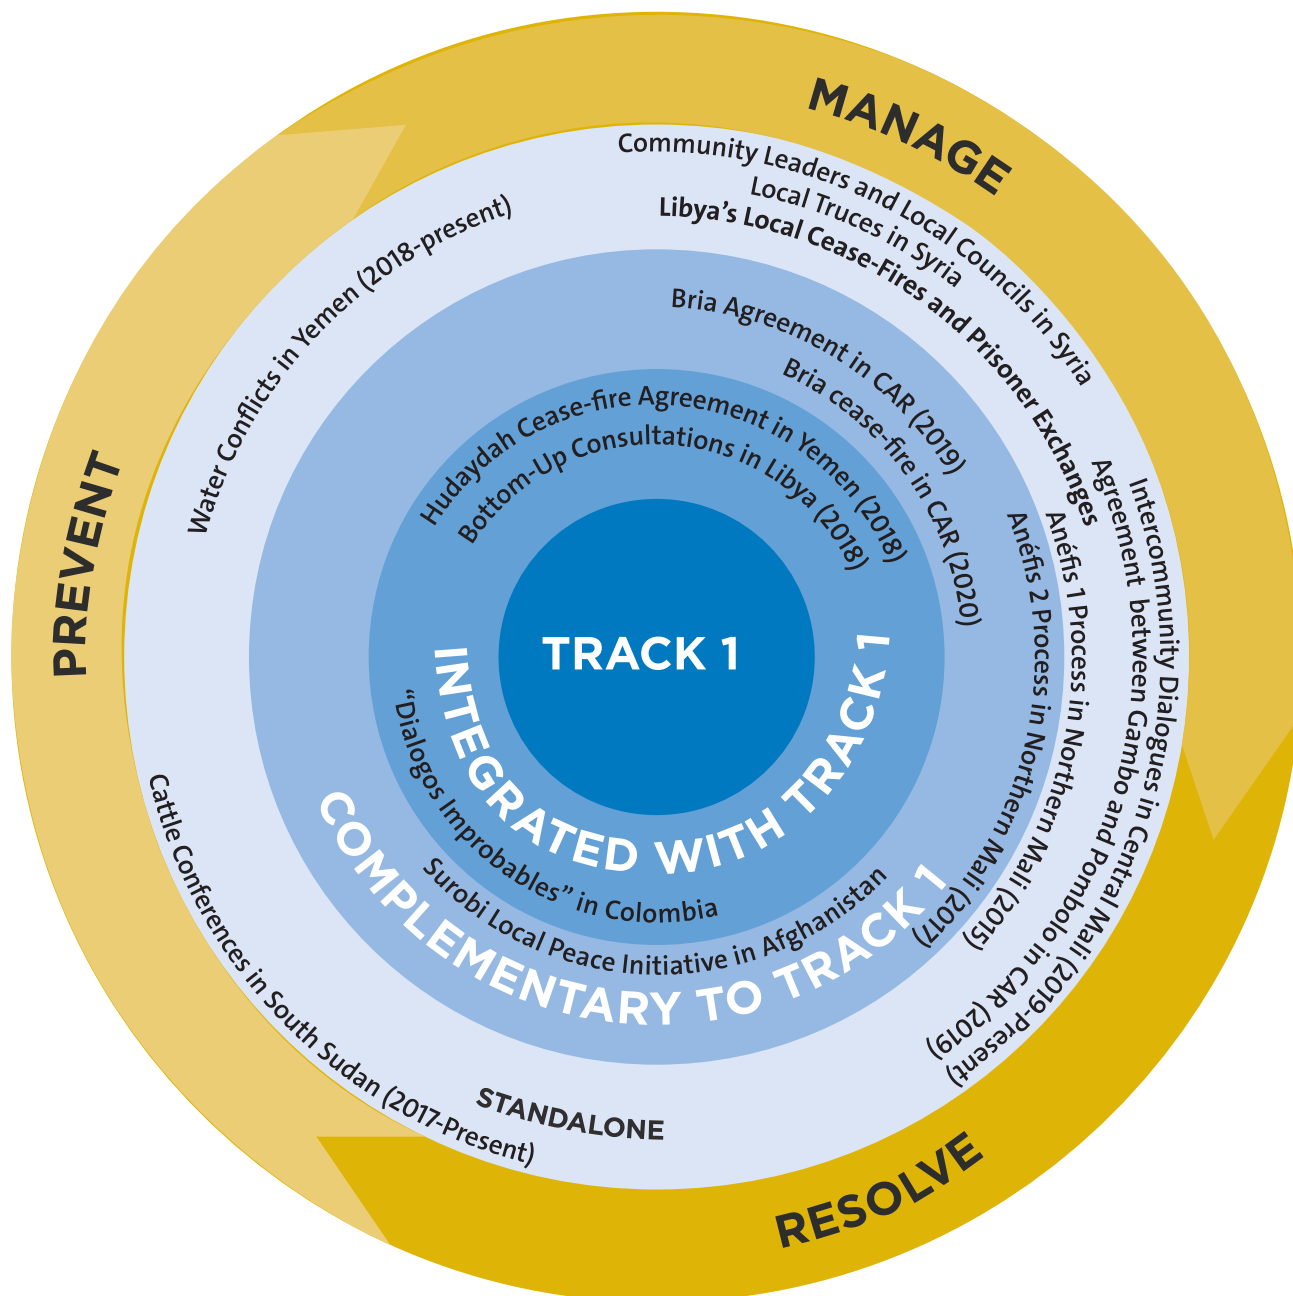 MANAGE
Community Leaders and Local Councils in Syria
Local Truces in Syria
Libya’s Local Cease-Fires and Prisoner Exchanges
Water Conflicts in Yemen (2018-present)
Bria Agreement in CAR (2019)
Bria cease-fire in CAR (2020)
Hudaydah Cease-fire Agreement in Yemen (2018)
Bottom-Up Consultations in Libya (2018)
PREVENT
Intercommunity Dialogues in Central Mali (2019-Present)
Agreement between Gambo and Pombolo in CAR (2019)
Anéfis 1 Process in Northern Mali (2015)
Anéfis 2 Process in Northern Mali (2017)
TRACK 1
INTEGRATED WITH TRACK 1
“Dialogos Improbables” in Colombia
Surobi Local Peace Initiative in Afghanistan
COMPLEMENTARY TO TRACK 1
Cattle Conferences in South Sudan (2017-Present)
STANDALONE
RESOLVE